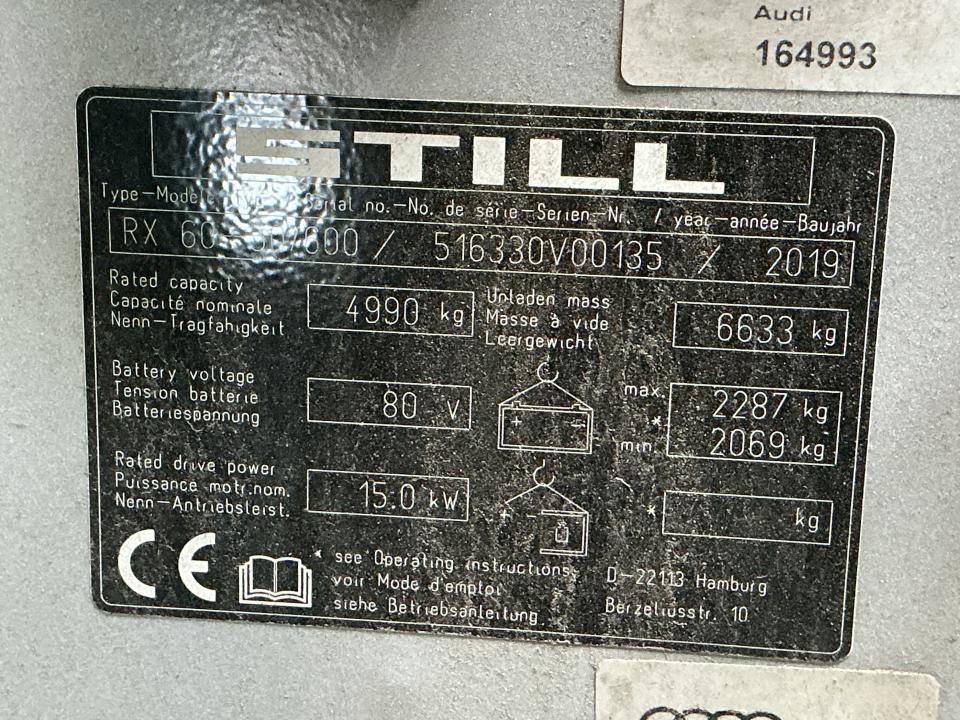 Audi
164993
STILL
Type-Modele no.-No. de série-Serien-Nr. / year-année-Baujahr
RX 60 /600 / 516330V00135 / 2019
Rated capacity
Capacité nominale
Nenn-Tragfähigkeit
4990 kg
Unladen mass
Masse à vide
Leergewicht
6633 kg
Battery voltage
Tension batterie
Batteriespannung
80 V
+ -
max. 2287 kg
*
min. 2069 kg
Rated drive power
Puissance motr.nom.
Nenn-Antriebsleist.
15.0 kW
+
* kg
CE
* see Operating instructions
voir Mode d'emploi
siehe Betriebsanleitung
D-22113 Hamburg
Berzeliusstr. 10